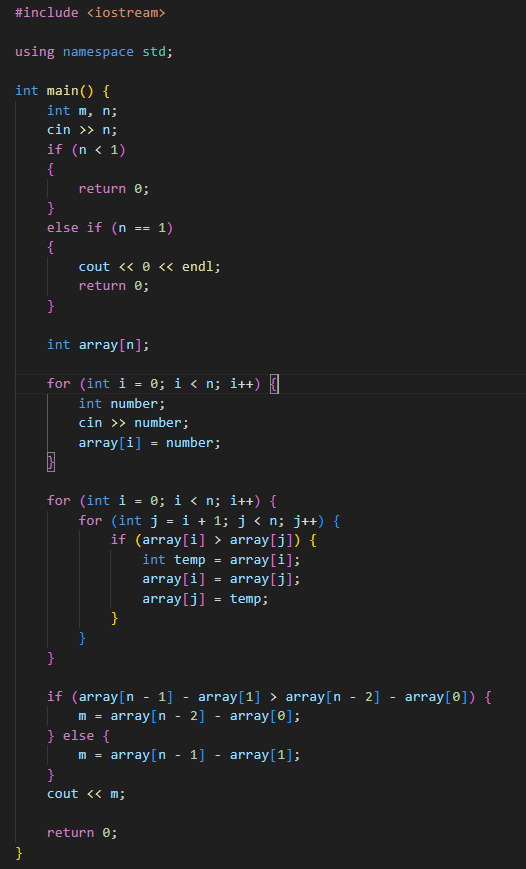 #include <iostream>

using namespace std;

int main() {
    int m, n;
    cin >> n;
    if (n < 1)
    {
        return 0;
    }
    else if (n == 1)
    {
        cout << 0 << endl;
        return 0;
    }

    int array[n];

    for (int i = 0; i < n; i++) {
        int number;
        cin >> number;
        array[i] = number;
    }

    for (int i = 0; i < n; i++) {
        for (int j = i + 1; j < n; j++) {
            if (array[i] > array[j]) {
                int temp = array[i];
                array[i] = array[j];
                array[j] = temp;
            }
        }
    }

    if (array[n - 1] - array[1] > array[n - 2] - array[0]) {
        m = array[n - 2] - array[0];
    } else {
        m = array[n - 1] - array[1];
    }
    cout << m;

    return 0;
}